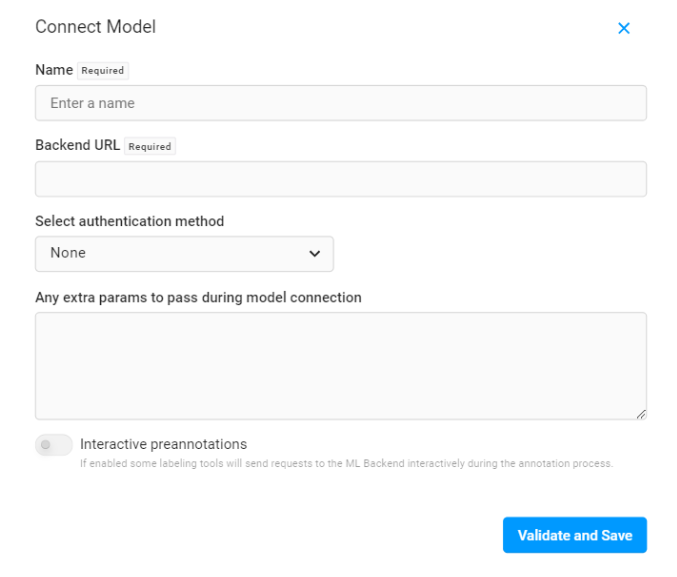 Connect Model
Name Required
Enter a name
Backend URL Required
Select authentication method
None
Any extra params to pass during model connection
Interactive preannotations
If enabled some labeling tools will send requests to the ML Backend interactively during the annotation process.
Validate and Save